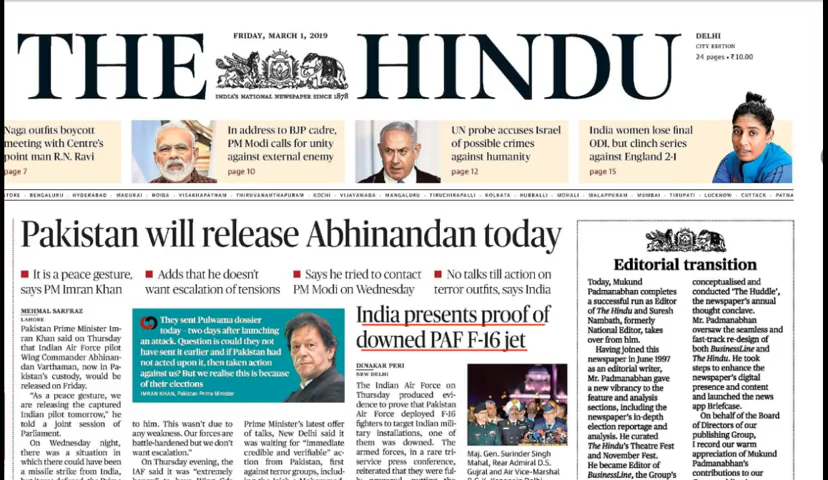 FRIDAY, MARCH 1, 2019
THE HINDU
INDIA'S NATIONAL NEWSPAPER SINCE 1878
DELHI
CITY EDITION
24 pages • ₹10.00
Naga outfits boycott
meeting with Centre's
point man R.N. Ravi
page 7
In address to BJP cadre,
PM Modi calls for unity
against external enemy
page 10
UN probe accuses Israel
of possible crimes
against humanity
page 12
India women lose final
ODI, but clinch series
against England 2-1
page 15
BENGALURU · HYDERABAD · MADURAI · NOIDA · VISAKHAPATNAM · THIRUVANANTHAPURAM · KOCHI · VIJAYAWADA · MANGALURU · TIRUCHIRAPALLI · KOLKATA · HUBBALLI · MOHALI · MALAPPURAM · MUMBAI · TIRUPATI · LUCKNOW · CUTTACK · PATNA
Pakistan will release Abhinandan today
It is a peace gesture,
says PM Imran Khan
Adds that he doesn't
want escalation of tensions
Says he tried to contact
PM Modi on Wednesday
No talks till action on
terror outfits, says India
MEHMAL SARFRAZ
LAHORE
Pakistan Prime Minister Im-
ran Khan said on Thursday
that Indian Air Force pilot
Wing Commander Abhinan-
dan Varthaman, now in Pa-
kistan's custody, would be
released on Friday.
"As a peace gesture, we
are releasing the captured
Indian pilot tomorrow," he
told a joint session of
Parliament.
On Wednesday night,
there was a situation in
which there could have been
a missile strike from India,
They sent Pulwama dossier
today – two days after launching
an attack. Question is could they not
have sent it earlier and if Pakistan had
not acted upon it, then taken action
against us? But we realise this is because
of their elections
IMRAN KHAN, Pakistan Prime Minister
to him. This wasn't due to
any weakness. Our forces are
battle-hardened but we don't
want escalation."
On Thursday evening, the
IAF said it was "extremely
Prime Minister's latest offer
of talks, New Delhi said it
was waiting for "immediate
credible and verifiable" ac-
tion from Pakistan, first
against terror groups, includ-
India presents proof of
downed PAF F-16 jet
DINAKAR PERI
NEW DELHI
The Indian Air Force on
Thursday produced evi-
dence to prove that Pakistan
Air Force deployed F-16
fighters to target Indian mili-
tary installations, one of
them was downed. The
armed forces, in a rare tri-
service press conference,
reiterated that they were ful-
Maj. Gen. Surinder Singh
Mahal, Rear Admiral D.S.
Gujral and Air Vice-Marshal
Editorial transition
Today, Mukund
Padmanabhan completes
a successful run as Editor
of The Hindu and Suresh
Nambath, formerly
National Editor, takes
over from him.
Having joined this
newspaper in June 1997
as an editorial writer,
Mr. Padmanabhan gave
a new vibrancy to the
feature and analysis
sections, including the
newspaper's in-depth
election reportage and
analysis. He curated
The Hindu's Theatre Fest
and November Fest.
He became Editor of
BusinessLine, the Group's
conceptualised and
conducted 'The Huddle',
the newspaper's annual
thought conclave.
Mr. Padmanabhan
oversaw the seamless and
fast-track re-design of
both BusinessLine and
The Hindu. He took
steps to enhance the
newspaper's digital
presence and content
and launched the news
app Briefcase.
On behalf of the
Board of Directors of our
publishing Group,
I record our warm
appreciation of Mukund
Padmanabhan's
contributions to our